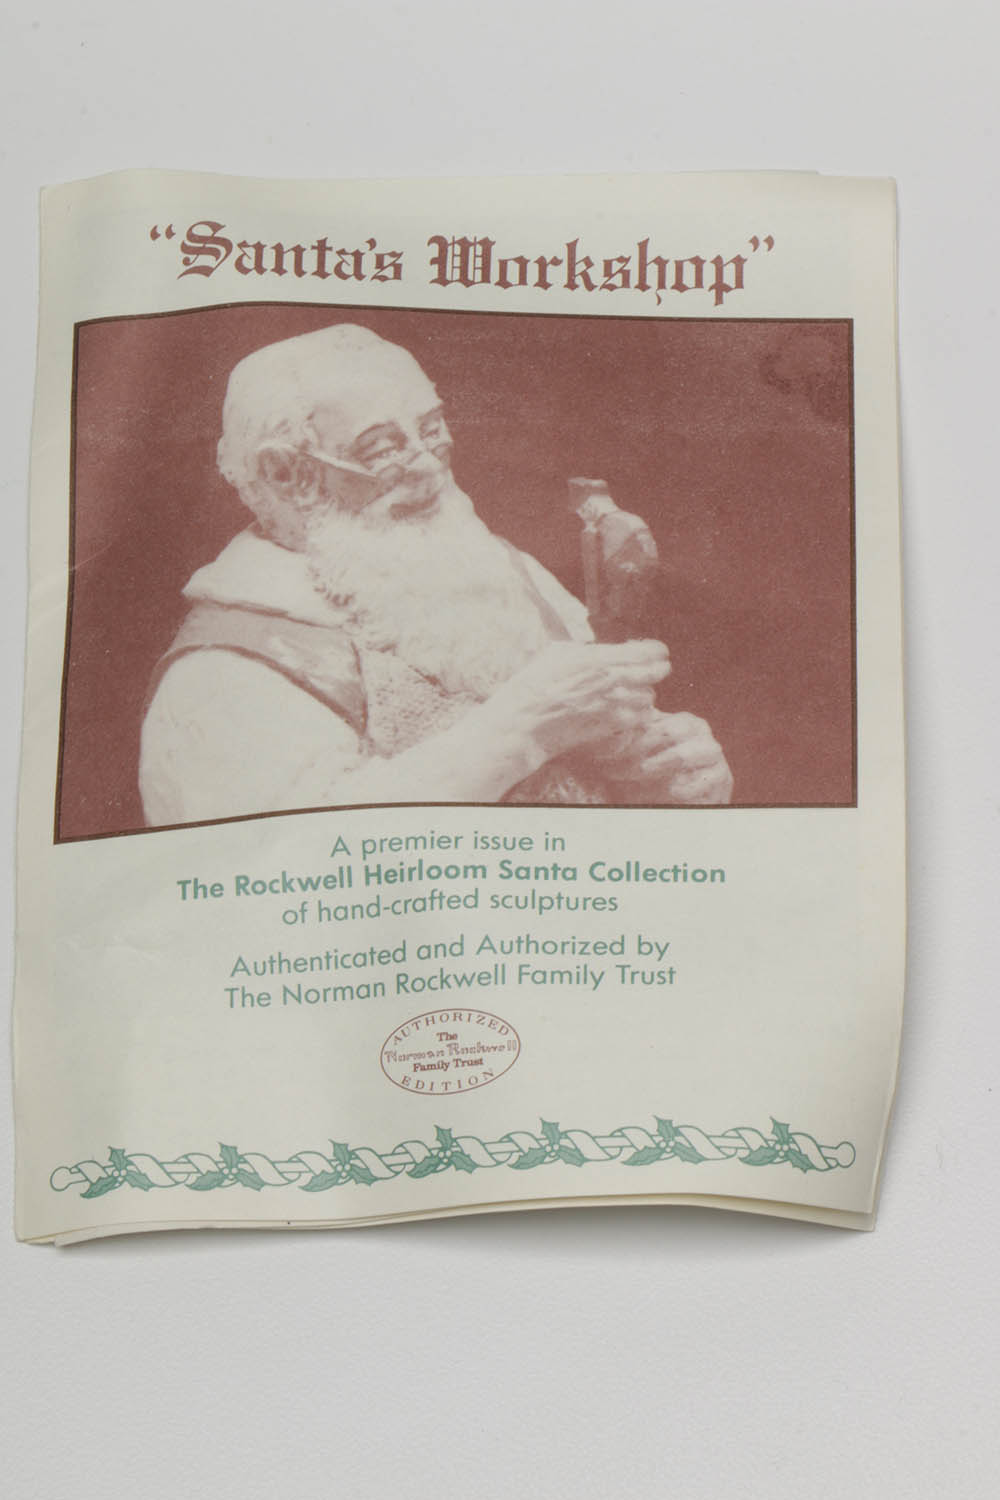 “Santa's Workshop”
A premier issue in
The Rockwell Heirloom Santa Collection
of hand-crafted sculptures
Authenticated and Authorized by
The Norman Rockwell Family Trust
AUTHORIZED
The
Norman Rockwell
Family Trust
EDITION